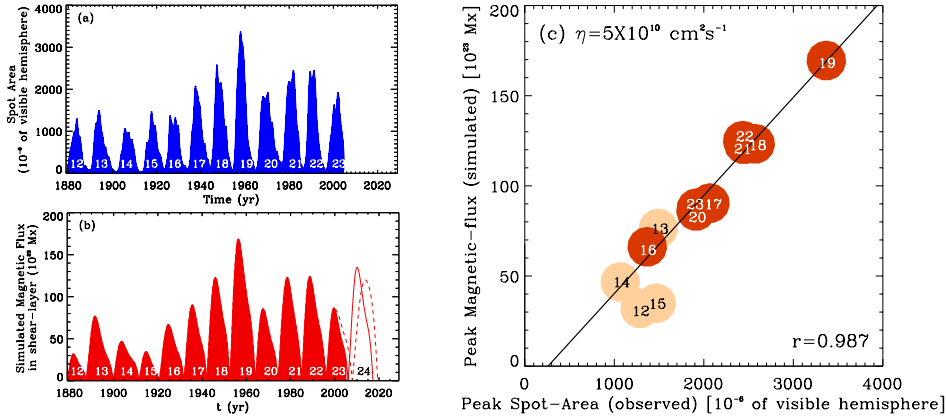 (a)
Spot Area
(10⁻⁶ of visible hemisphere)
4000
3000
2000
1000
0
12 13 14 15 16 17 18 19 20 21 22 23
1880 1900 1920 1940 1960 1980 2000 2020
Time (yr)
(b)
Simulated Magnetic Flux
in shear-layer (10²³ Mx)
200
150
100
50
0
12 13 14 15 16 17 18 19 20 21 22 23 24
1880 1900 1920 1940 1960 1980 2000 2020
t (yr)
(c) η=5X10¹⁰ cm²s⁻¹
Peak Magnetic-flux (simulated) [10²³ Mx]
200
150
100
50
0
19
22
21 18
23 17
20
13
16
14
12 15
r=0.987
0 1000 2000 3000 4000
Peak Spot-Area (observed) [10⁻⁶ of visible hemisphere]